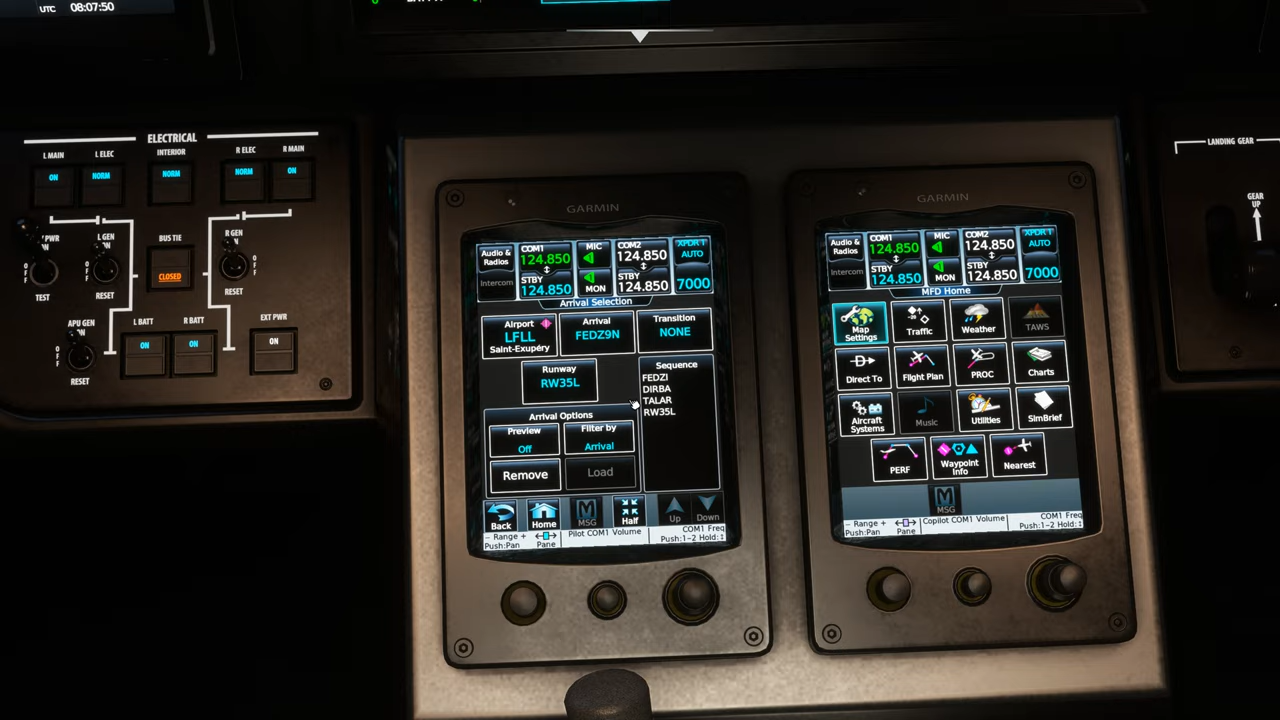 UTC 08:07:50
ELECTRICAL
L MAIN
L ELEC
INTERIOR
R ELEC
R MAIN
ON
NORM
NORM
NORM
ON
PWR
L GEN
BUS TIE
R GEN
ON
OFF
OFF
CLOSED
OFF
TEST
RESET
RESET
APU GEN
L BATT
R BATT
EXT PWR
OFF
ON
ON
ON
RESET
GARMIN
Audio & Radios
Intercom
COM1
124.850
STBY
124.850
MIC
MON
COM2
124.850
124.850
XPDR 1
AUTO
7000
Arrival Selection
Airport
LFLL
Saint-Exupéry
Arrival
FEDZ9N
Transition
NONE
Runway
RW35L
Sequence
FEDZI
DIRBA
TALAR
RW35L
Arrival Options
Preview
Off
Filter by
Arrival
Remove
Load
Back
Home
MSG
Half
Up
Down
- Range +
Push:Pan
Pane
Pilot COM1 Volume
COM1 Freq
Push:1-2 Hold:↕
GARMIN
Audio & Radios
Intercom
COM1
124.850
STBY
124.850
MIC
MON
COM2
124.850
124.850
XPDR 1
AUTO
7000
MFD Home
Map Settings
Traffic
Weather
TAWS
Direct To
Flight Plan
PROC
Charts
Aircraft Systems
Music
Utilities
SimBrief
PERF
Waypoint Info
Nearest
MSG
- Range +
Push:Pan
Pane
Copilot COM1 Volume
COM1 Freq
Push:1-2 Hold:↕
LANDING GEAR
GEAR
UP